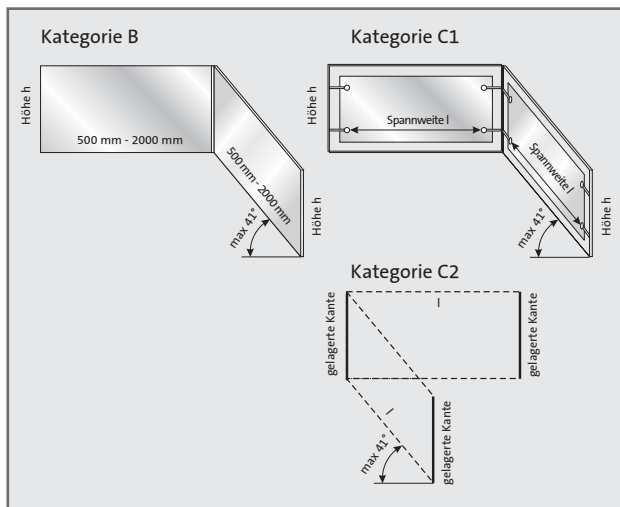 Kategorie B
Höhe h
500 mm - 2000 mm
500 mm - 2000 mm
max 41°
Höhe h
Kategorie C1
Höhe h
Spannweite l
Spannweite l
max 41°
Höhe h
Kategorie C2
gelagerte Kante
l
gelagerte Kante
l
max 41°
gelagerte Kante